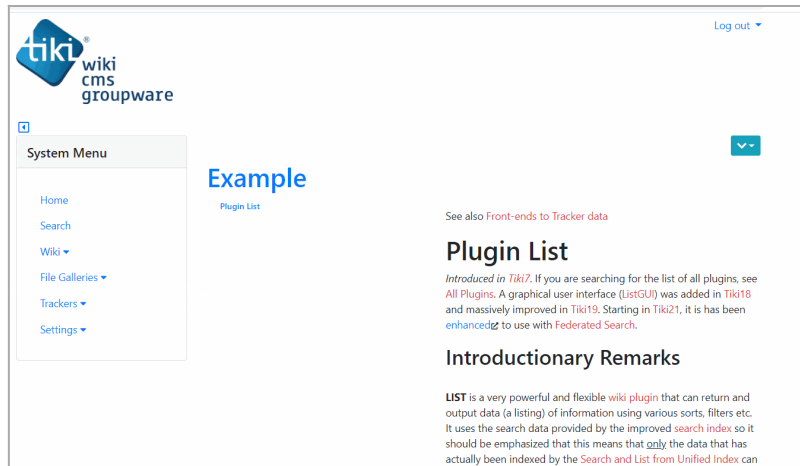 Log out
tiki®
wiki
cms
groupware
System Menu
Home
Search
Wiki
File Galleries
Trackers
Settings
Example
Plugin List
See also Front-ends to Tracker data
Plugin List
Introduced in Tiki7. If you are searching for the list of all plugins, see
All Plugins. A graphical user interface (ListGUI) was added in Tiki18
and massively improved in Tiki19. Starting in Tiki21, it is has been
enhanced to use with Federated Search.
Introductionary Remarks
LIST is a very powerful and flexible wiki plugin that can return and
output data (a listing) of information using various sorts, filters etc.
It uses the search data provided by the improved search index so it
should be emphasized that this means that only the data that has
actually been indexed by the Search and List from Unified Index can